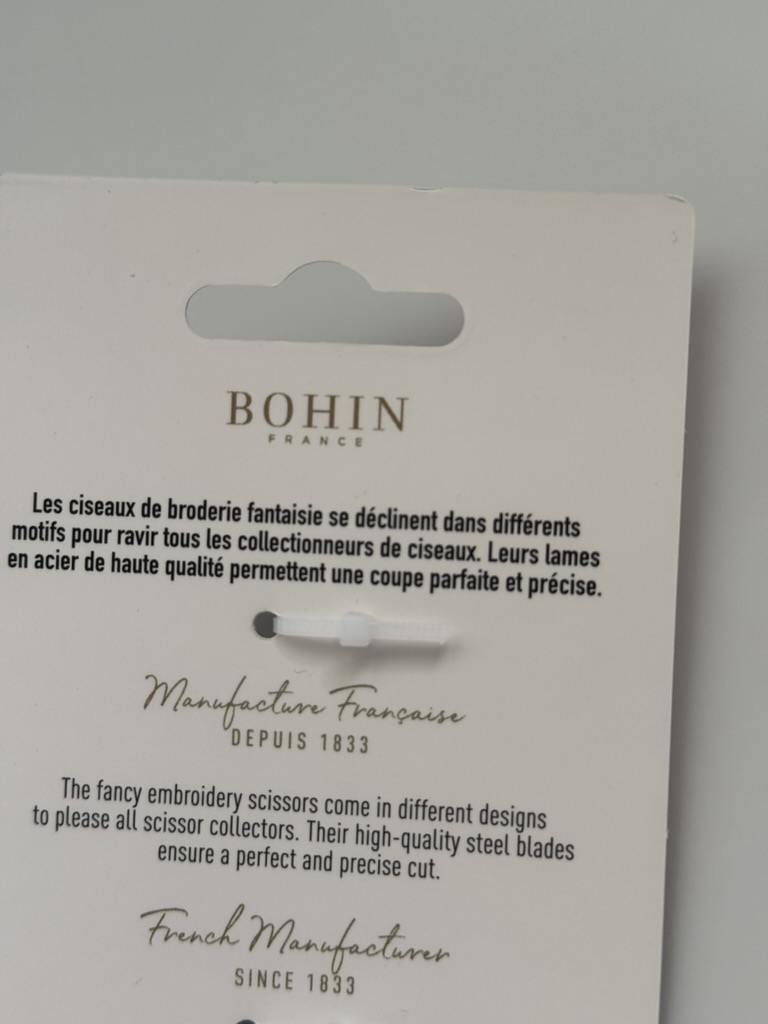 BOHIN
FRANCE
Les ciseaux de broderie fantaisie se déclinent dans différents
motifs pour ravir tous les collectionneurs de ciseaux. Leurs lames
en acier de haute qualité permettent une coupe parfaite et précise.
Manufacture Française
DEPUIS 1833
The fancy embroidery scissors come in different designs
to please all scissor collectors. Their high-quality steel blades
ensure a perfect and precise cut.
French Manufacturer
SINCE 1833